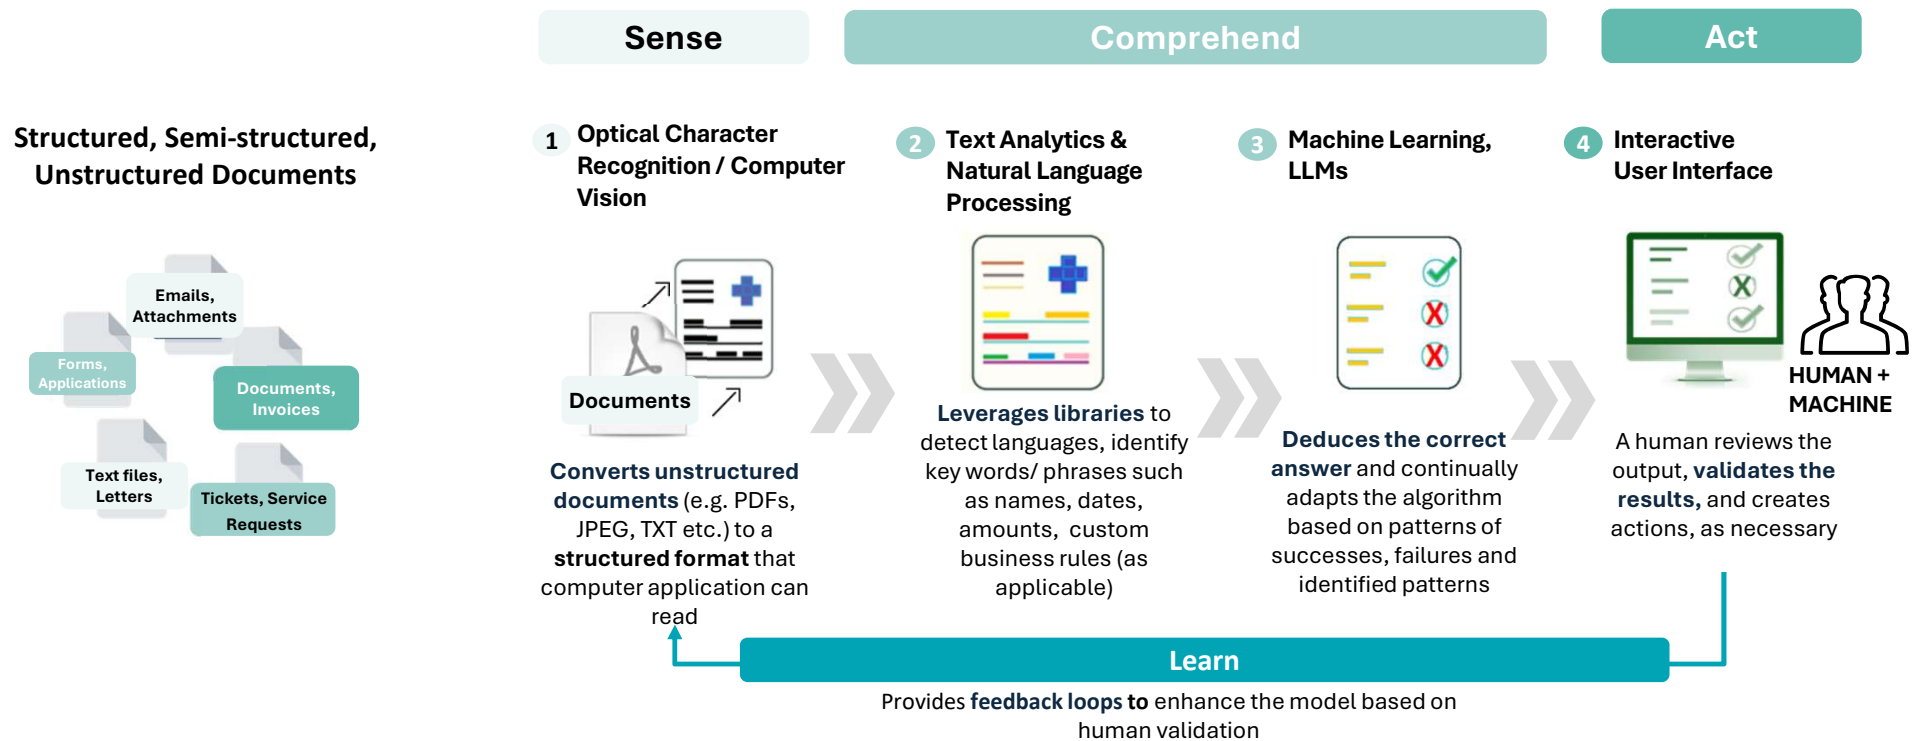 Sense
Comprehend
Act
Structured, Semi-structured,
Unstructured Documents
Emails,
Attachments
Forms,
Applications
Documents,
Invoices
Text files,
Letters
Tickets, Service
Requests
1
Optical Character
Recognition / Computer
Vision
Documents
Converts unstructured
documents (e.g. PDFs,
JPEG, TXT etc.) to a
structured format that
computer application can
read
2
Text Analytics &
Natural Language
Processing
Leverages libraries to
detect languages, identify
key words/ phrases such
as names, dates,
amounts, custom
business rules (as
applicable)
3
Machine Learning,
LLMs
Deduces the correct
answer and continually
adapts the algorithm
based on patterns of
successes, failures and
identified patterns
4
Interactive
User Interface
HUMAN +
MACHINE
A human reviews the
output, validates the
results, and creates
actions, as necessary
Learn
Provides feedback loops to enhance the model based on
human validation